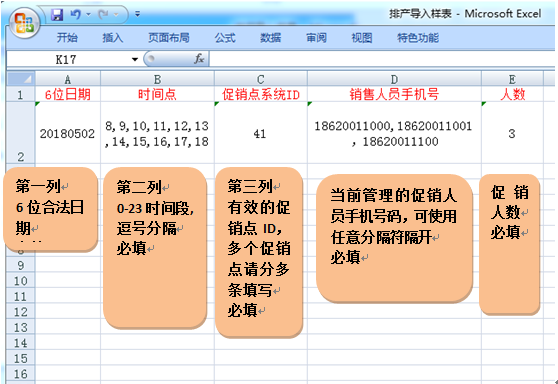 排产导入样表 - Microsoft Excel
开始 插入 页面布局 公式 数据 审阅 视图 特色功能
K17 fx
A B C D E
1 6位日期 时间点 促销点系统ID 销售人员手机号 人数
2 20180502 8,9,10,11,12,13,14,15,16,17,18 41 18620011000,18620011001,18620011100 3
第一列
6位合法日
期
第二列
0-23时间段,
逗号分隔
必填
第三列
有效的促
销点 ID,
多个促销
点请分多
条填写
必填
当前管理的促销人
员手机号码，可使用
任意分隔符隔开
必填
促 销
人数
必填
8
9
10
11
12
13
14
15
16